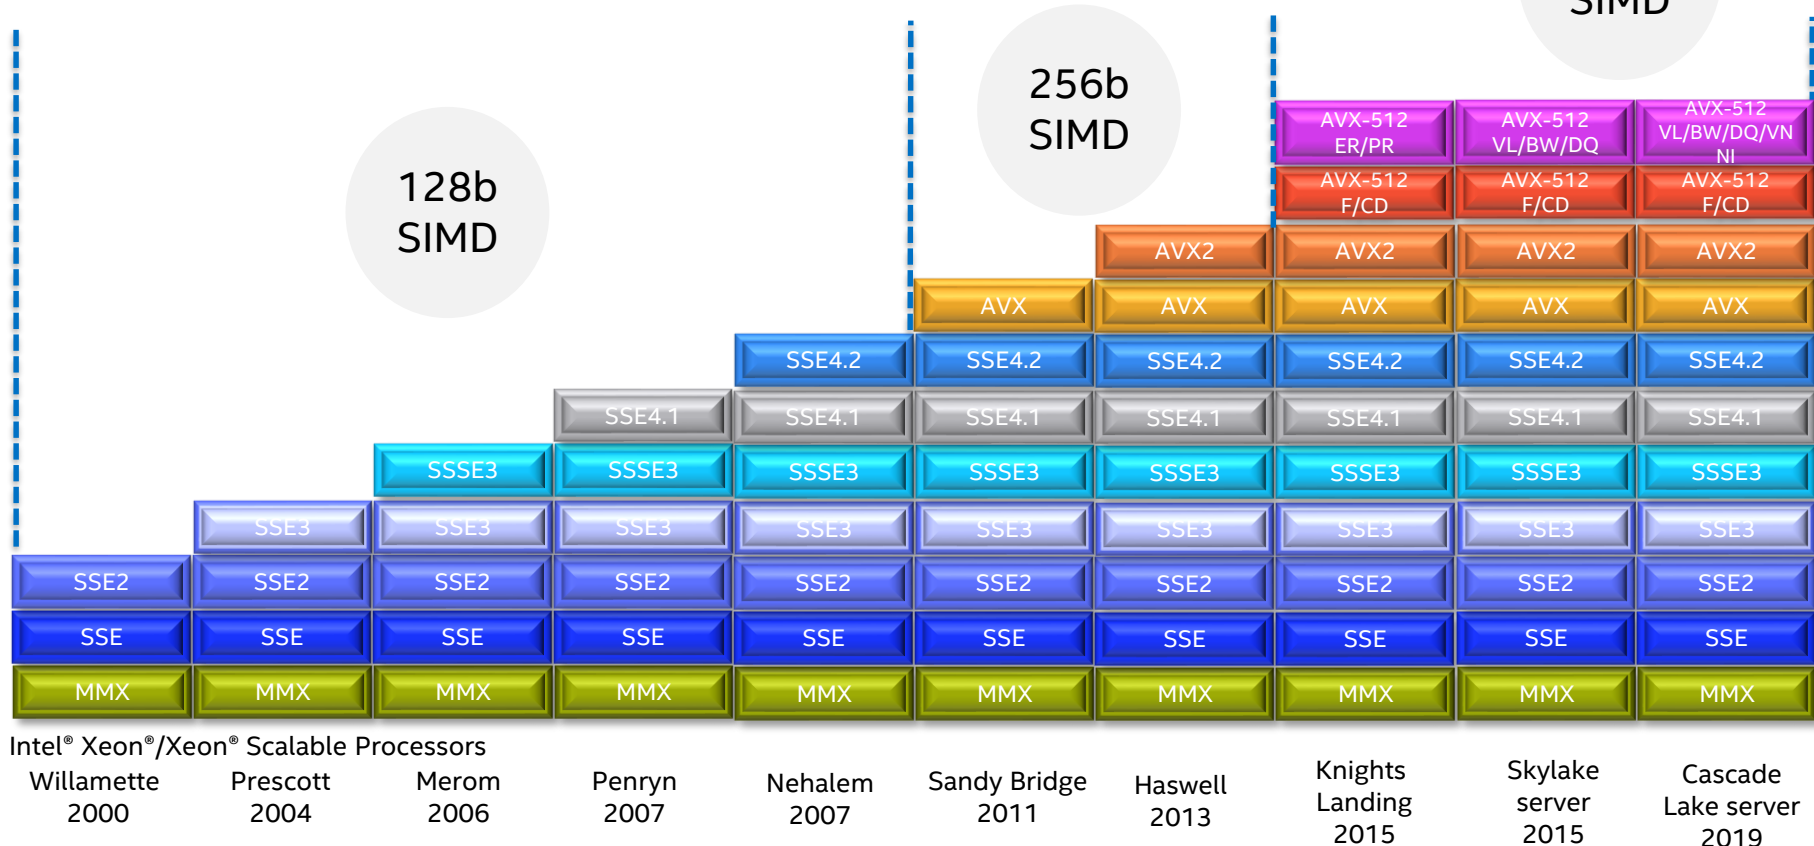 SIMD
256b
SIMD
128b
SIMD
AVX-512
ER/PR
AVX-512
VL/BW/DQ
AVX-512
VL/BW/DQ/VN
NI
AVX-512
F/CD
AVX-512
F/CD
AVX-512
F/CD
AVX2 AVX2 AVX2 AVX2
AVX AVX AVX AVX AVX
SSE4.2 SSE4.2 SSE4.2 SSE4.2 SSE4.2 SSE4.2
SSE4.1 SSE4.1 SSE4.1 SSE4.1 SSE4.1 SSE4.1 SSE4.1
SSSE3 SSSE3 SSSE3 SSSE3 SSSE3 SSSE3 SSSE3 SSSE3
SSE3 SSE3 SSE3 SSE3 SSE3 SSE3 SSE3 SSE3 SSE3
SSE2 SSE2 SSE2 SSE2 SSE2 SSE2 SSE2 SSE2 SSE2 SSE2
SSE SSE SSE SSE SSE SSE SSE SSE SSE SSE
MMX MMX MMX MMX MMX MMX MMX MMX MMX MMX
Intel® Xeon®/Xeon® Scalable Processors
Willamette
2000
Prescott
2004
Merom
2006
Penryn
2007
Nehalem
2007
Sandy Bridge
2011
Haswell
2013
Knights
Landing
2015
Skylake
server
2015
Cascade
Lake server
2019